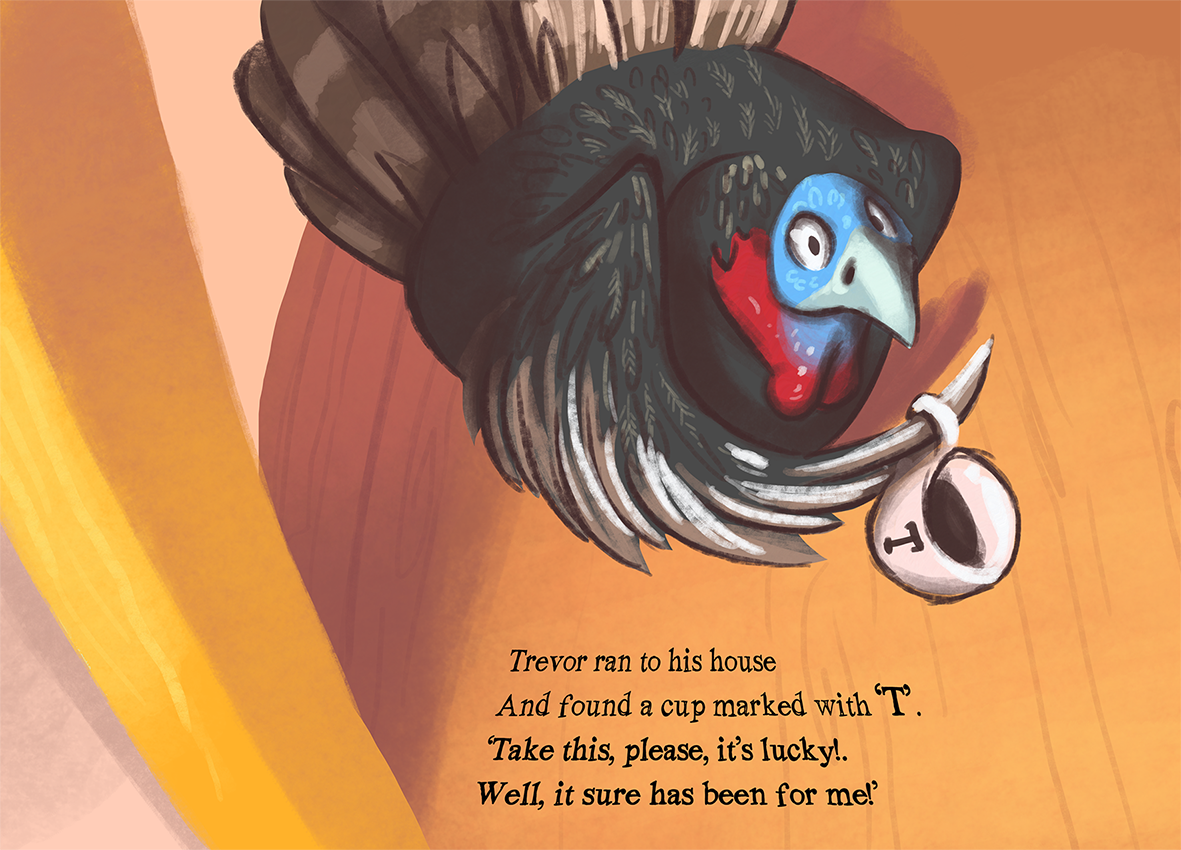 Trevor ran to his house
And found a cup marked with ‘T’.
‘Take this, please, it’s lucky!.
Well, it sure has been for me!’
T